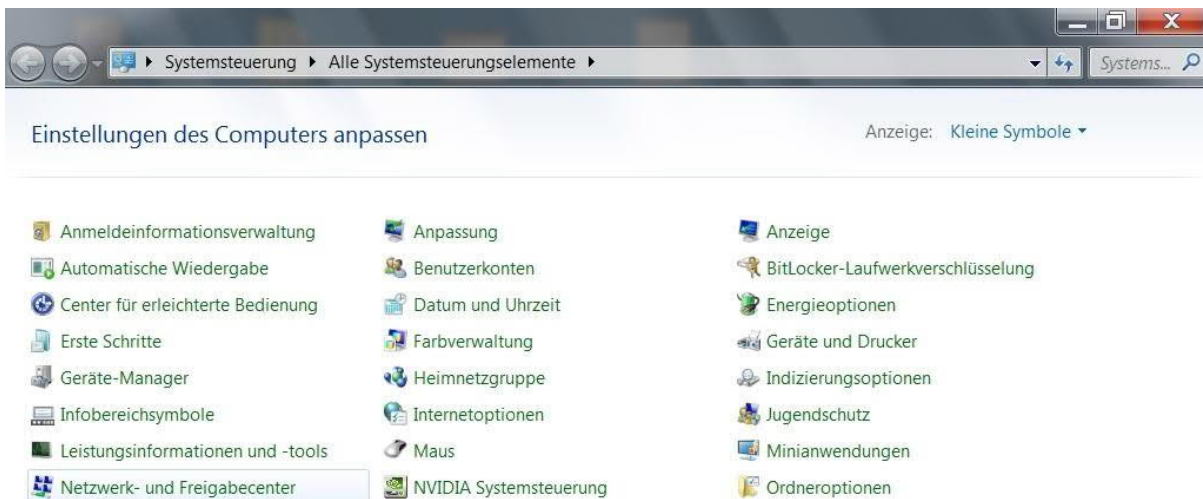 Systemsteuerung Alle Systemsteuerungselemente Systems...
Einstellungen des Computers anpassen Anzeige: Kleine Symbole
Anmeldeinformationsverwaltung Anpassung Anzeige
Automatische Wiedergabe Benutzerkonten BitLocker-Laufwerkverschlüsselung
Center für erleichterte Bedienung Datum und Uhrzeit Energieoptionen
Erste Schritte Farbverwaltung Geräte und Drucker
Geräte-Manager Heimnetzgruppe Indizierungsoptionen
Infobereichsymbole Internetoptionen Jugendschutz
Leistungsinformationen und -tools Maus Minianwendungen
Netzwerk- und Freigabecenter NVIDIA Systemsteuerung Ordneroptionen